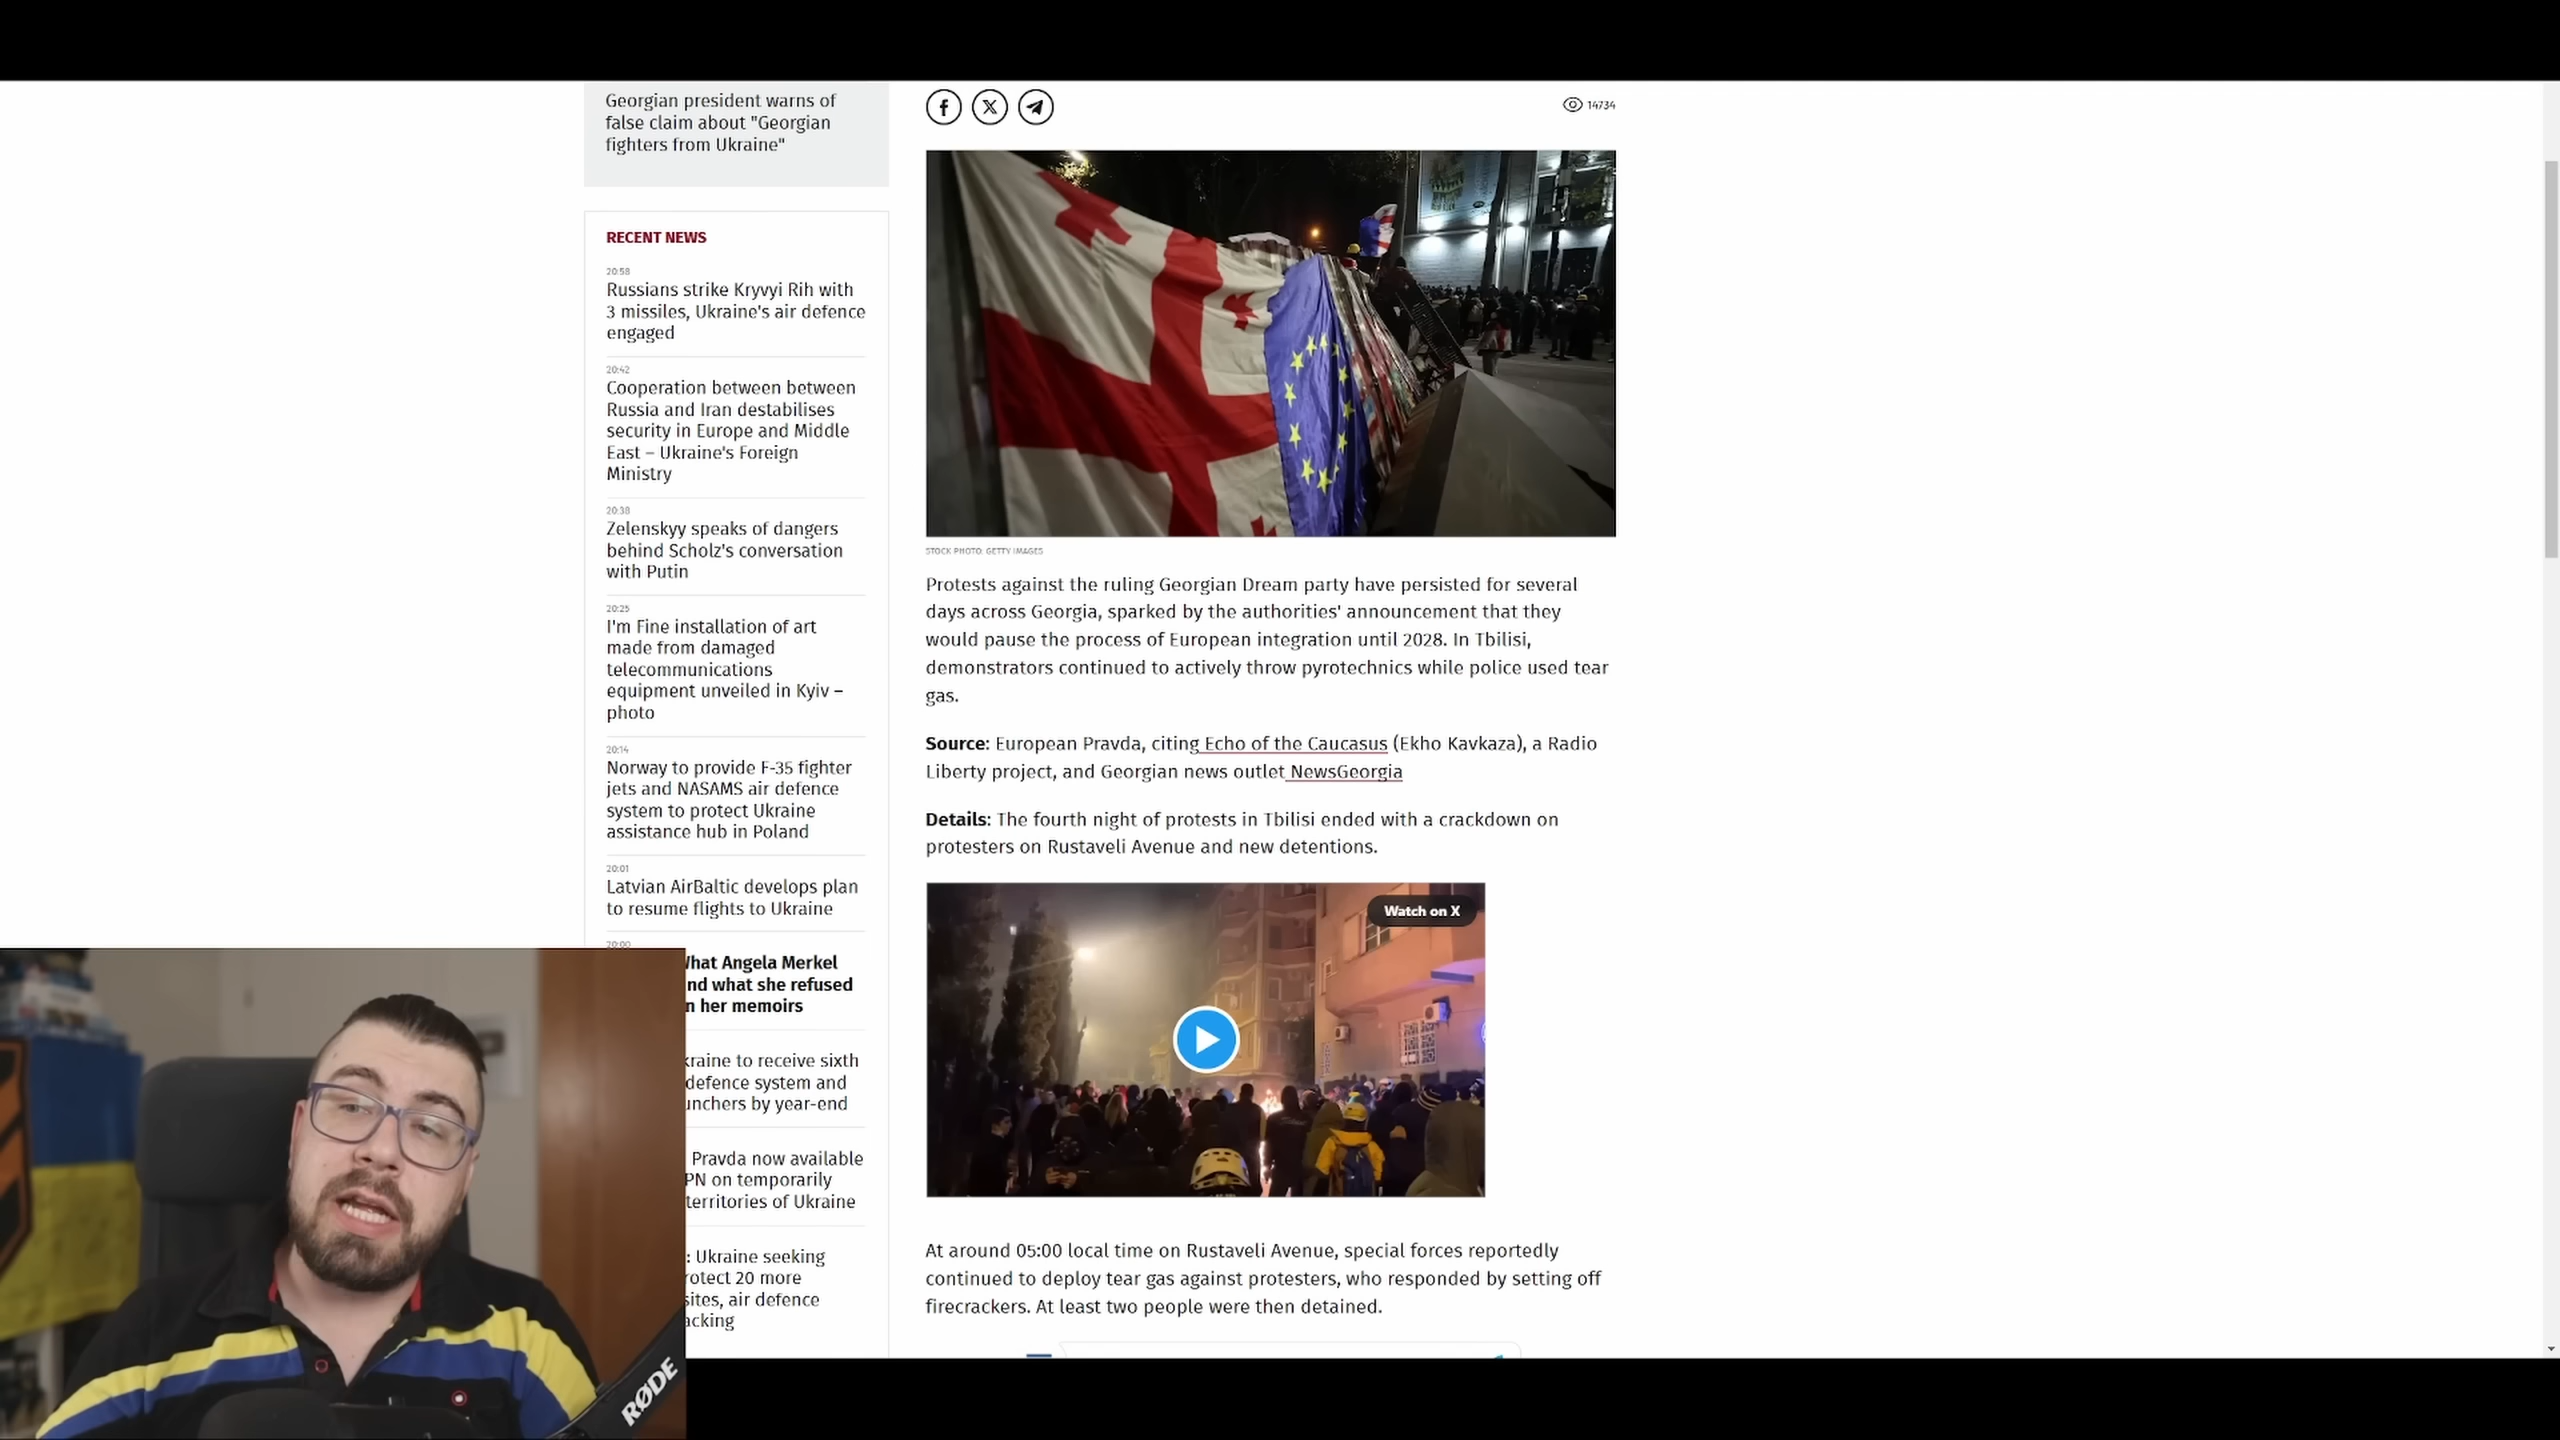 Georgian president warns of
false claim about "Georgian
fighters from Ukraine"
RECENT NEWS
20:58
Russians strike Kryvyi Rih with
3 missiles, Ukraine's air defence
engaged
20:42
Cooperation between between
Russia and Iran destabilises
security in Europe and Middle
East – Ukraine's Foreign
Ministry
20:38
Zelenskyy speaks of dangers
behind Scholz's conversation
with Putin
20:25
I'm Fine installation of art
made from damaged
telecommunications
equipment unveiled in Kyiv –
photo
20:14
Norway to provide F-35 fighter
jets and NASAMS air defence
system to protect Ukraine
assistance hub in Poland
20:01
Latvian AirBaltic develops plan
to resume flights to Ukraine
20:00
What Angela Merkel
nd what she refused
n her memoirs
kraine to receive sixth
defence system and
unchers by year-end
Pravda now available
PN on temporarily
territories of Ukraine
: Ukraine seeking
rotect 20 more
sites, air defence
acking
14734
STOCK PHOTO: GETTY IMAGES
Protests against the ruling Georgian Dream party have persisted for several
days across Georgia, sparked by the authorities' announcement that they
would pause the process of European integration until 2028. In Tbilisi,
demonstrators continued to actively throw pyrotechnics while police used tear
gas.
Source: European Pravda, citing Echo of the Caucasus (Ekho Kavkaza), a Radio
Liberty project, and Georgian news outlet NewsGeorgia
Details: The fourth night of protests in Tbilisi ended with a crackdown on
protesters on Rustaveli Avenue and new detentions.
Watch on X
At around 05:00 local time on Rustaveli Avenue, special forces reportedly
continued to deploy tear gas against protesters, who responded by setting off
firecrackers. At least two people were then detained.
RØDE